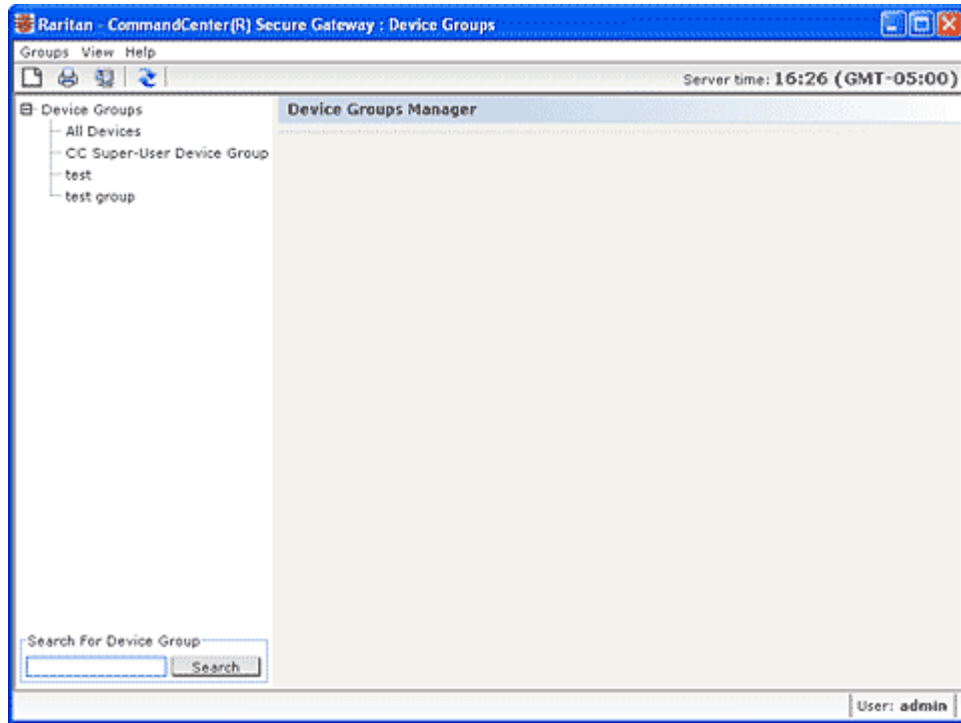 Raritan - CommandCenter(R) Secure Gateway : Device Groups
Groups View Help
Server time: 16:26 (GMT-05:00)
Device Groups
All Devices
CC Super-User Device Group
test
test group
Device Groups Manager
Search For Device Group
Search
User: admin